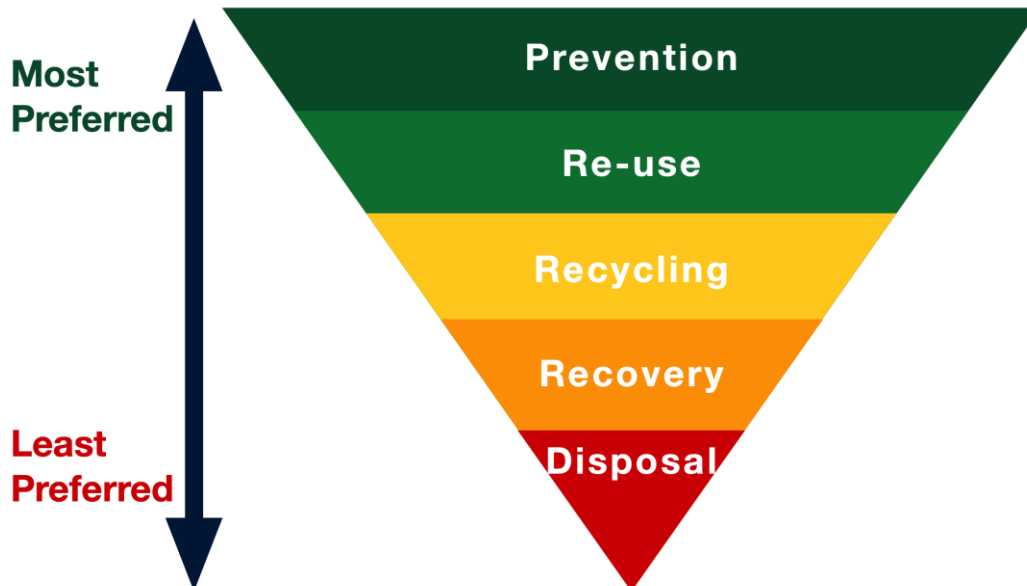 Most
Preferred
Prevention
Re-use
Recycling
Recovery
Disposal
Least
Preferred